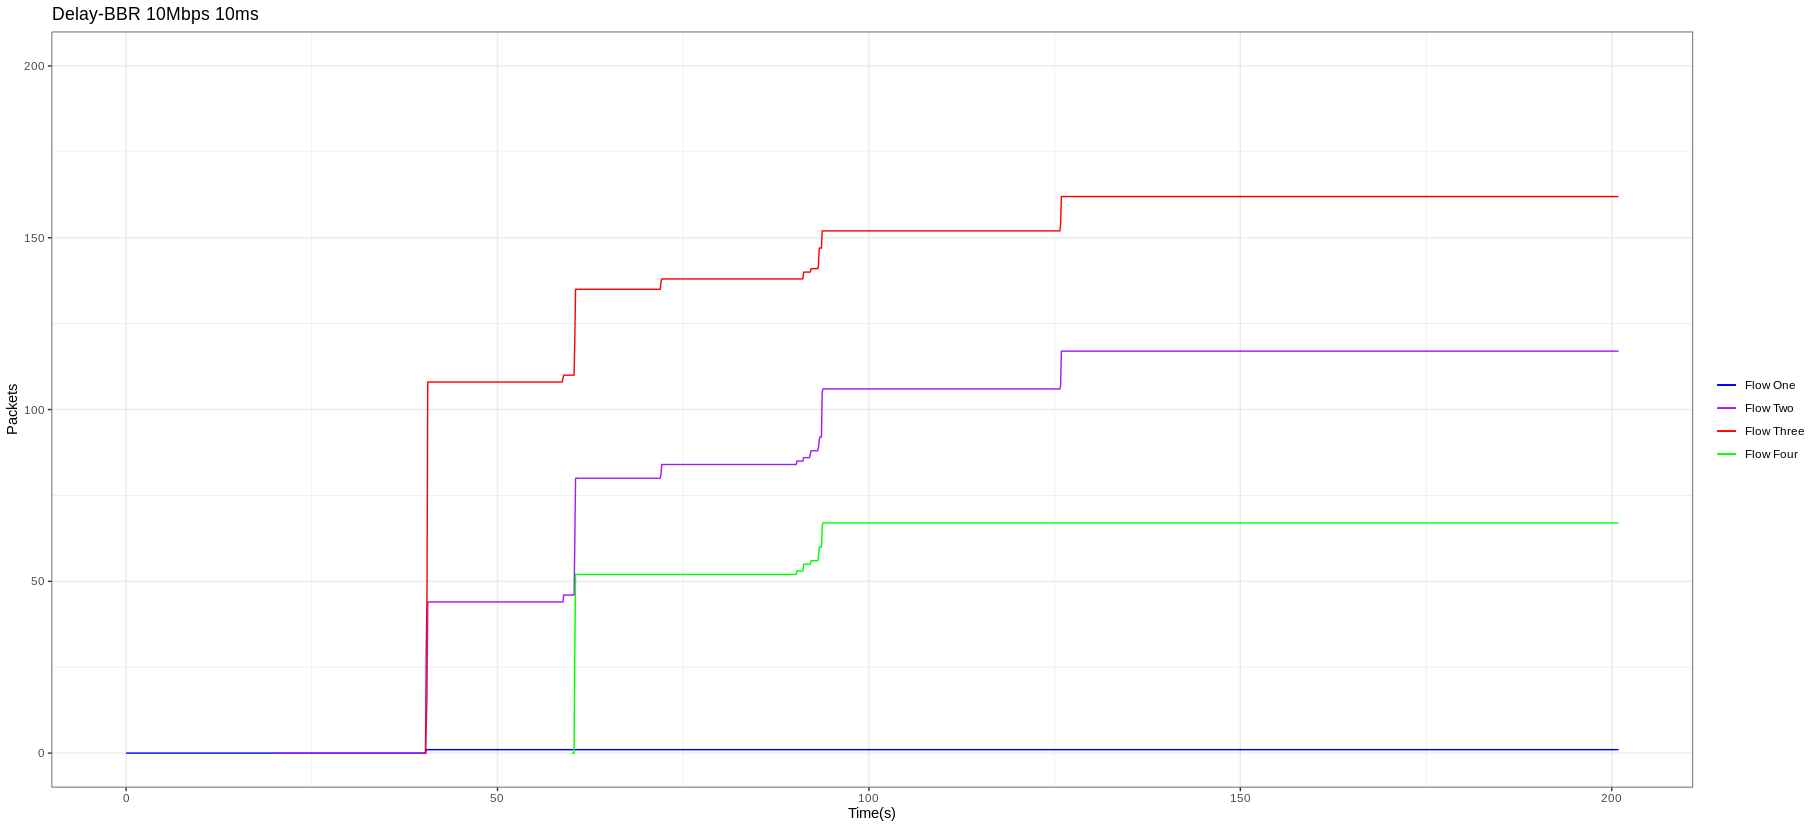 Delay-BBR 10Mbps 10ms
Packets
200
150
100
50
0
0 50 100 150 200
Time(s)
Flow One
Flow Two
Flow Three
Flow Four